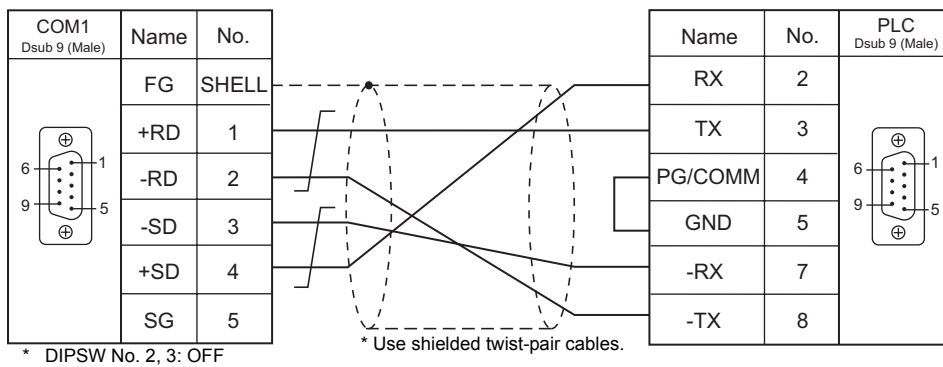 COM1
Dsub 9 (Male)
Name No.
FG SHELL
+RD 1
-RD 2
-SD 3
+SD 4
SG 5
6 1
9 5
* DIPSW No. 2, 3: OFF
* Use shielded twist-pair cables.
Name No.
PLC
Dsub 9 (Male)
RX 2
TX 3
PG/COMM 4
GND 5
-RX 7
-TX 8
6 1
9 5